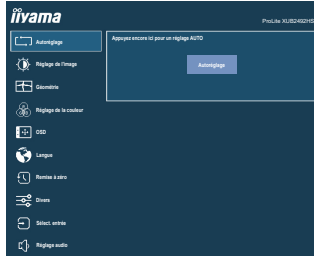 iiyama
ProLite XUB2492HS
Autoréglage
Appuyez encore ici pour un réglage AUTO
Autoréglage
Réglage de l'image
Géométrie
Réglage de la couleur
OSD
Langue
Remise à zéro
Divers
Sélect. entrée
Réglage audio